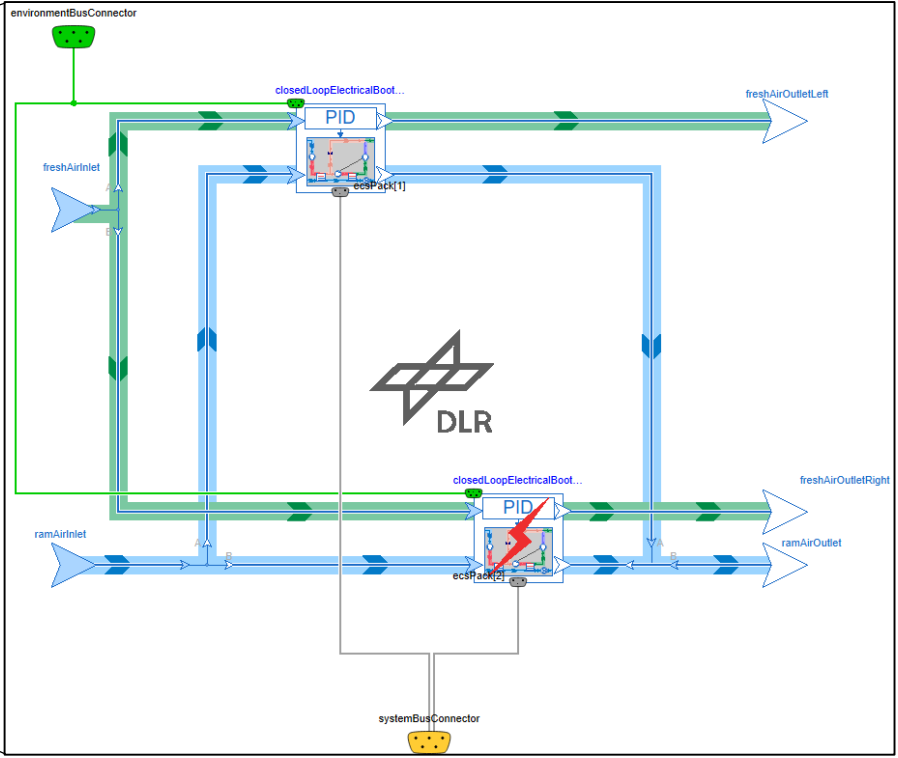 environmentBusConnector
closedLoopElectricalBoot...
freshAirOutletLeft
PID
freshAirInlet
A
ecsPack[1]
B
DLR
closedLoopElectricalBoot...
freshAirOutletRight
PID
ramAirInlet
ramAirOutlet
A
B
A
B
ecsPack[2]
systemBusConnector